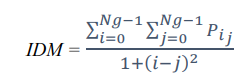 IDM = \frac{\sum_{i=0}^{Ng-1} \sum_{j=0}^{Ng-1} P_{ij}}{1+(i-j)^2}